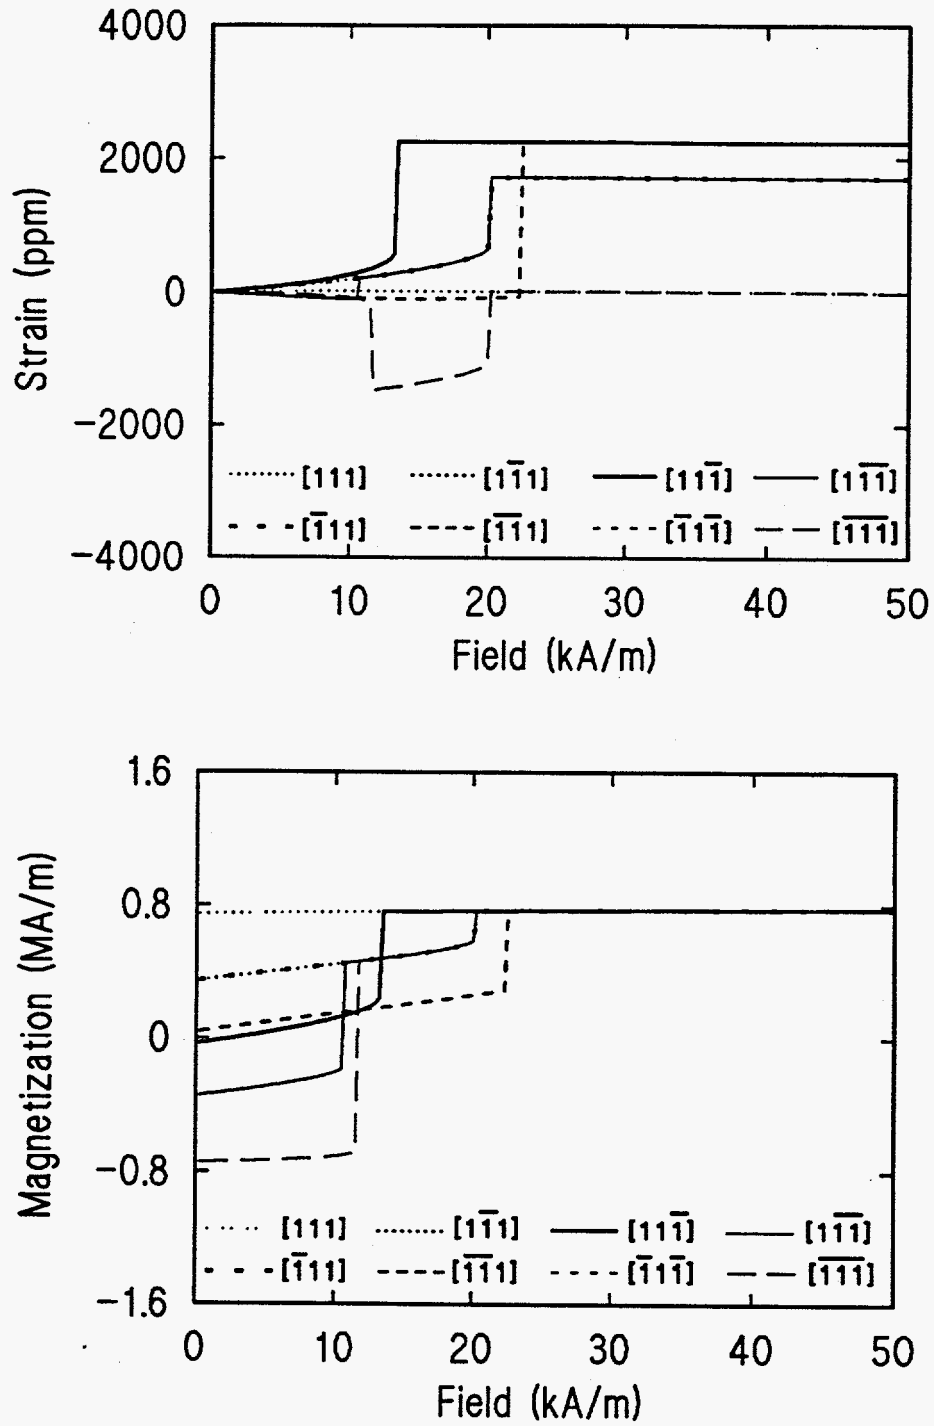 4000
2000
0
−2000
−4000
Strain (ppm)
[111] [11̅1] [111̅] [11̅1̅]
[1̅11] [1̅1̅1] [1̅11̅] [1̅1̅1̅]
0 10 20 30 40 50
Field (kA/m)
1.6
0.8
0
−0.8
−1.6
Magnetization (MA/m)
[111] [11̅1] [111̅] [11̅1̅]
[1̅11] [1̅1̅1] [1̅11̅] [1̅1̅1̅]
0 10 20 30 40 50
Field (kA/m)